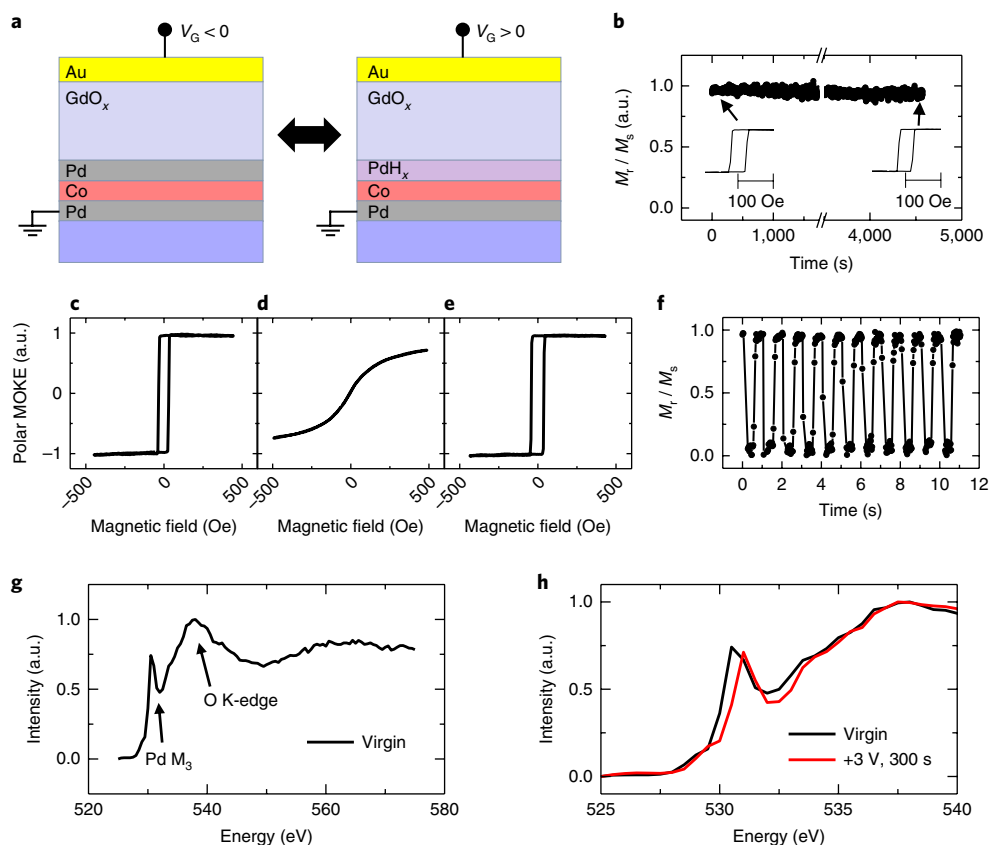 a
V_G < 0
V_G > 0
Au
GdO_x
Pd
Co
Pd
Au
GdO_x
PdH_x
Co
Pd
b
M_r / M_s (a.u.)
1.0
0.5
0.0
100 Oe
100 Oe
0 1,000 4,000 5,000
Time (s)
c
d
e
Polar MOKE (a.u.)
1
0
−1
−500 0 500
−500 0 500
−500 0 500
Magnetic field (Oe)
Magnetic field (Oe)
Magnetic field (Oe)
f
M_r / M_s
1.0
0.5
0.0
0 2 4 6 8 10 12
Time (s)
g
Intensity (a.u.)
1.0
0.5
0.0
O K-edge
Pd M_3
Virgin
520 540 560 580
Energy (eV)
h
Intensity (a.u.)
1.0
0.5
0.0
Virgin
+3 V, 300 s
525 530 535 540
Energy (eV)